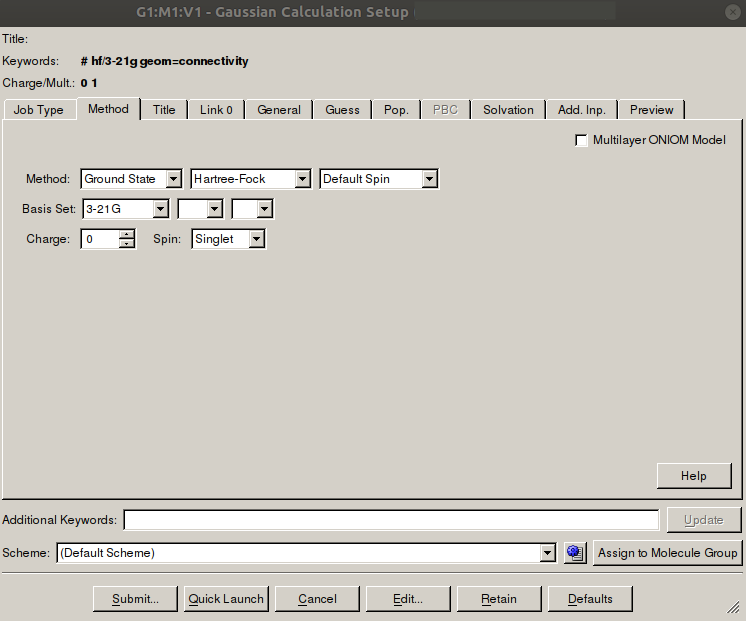 G1:M1:V1 - Gaussian Calculation Setup
Title:
Keywords: # hf/3-21g geom=connectivity
Charge/Mult.: 0 1
Job Type Method Title Link 0 General Guess Pop. PBC Solvation Add. Inp. Preview
Multilayer ONIOM Model
Method: Ground State Hartree-Fock Default Spin
Basis Set: 3-21G
Charge: 0 Spin: Singlet
Help
Additional Keywords: Update
Scheme: (Default Scheme) Assign to Molecule Group
Submit... Quick Launch Cancel Edit... Retain Defaults